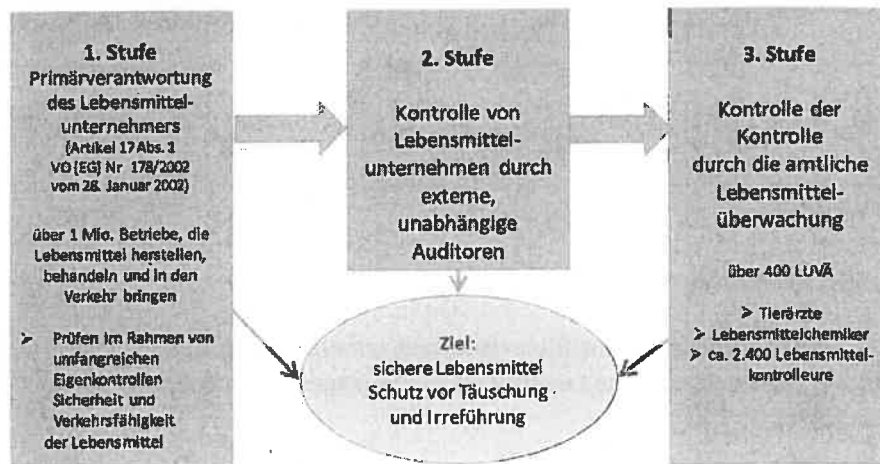 1. Stufe
Primärverantwortung
des Lebensmittel-
unternehmers
(Artikel 17 Abs. 1
VO (EG) Nr 178/2002
vom 28. Januar 2002)
über 1 Mio. Betriebe, die
Lebensmittel herstellen,
behandeln und in den
Verkehr bringen
➢ Prüfen im Rahmen von
umfangreichen
Eigenkontrollen
Sicherheit und
Verkehrsfähigkeit
der Lebensmittel
2. Stufe
Kontrolle von
Lebensmittel-
unternehmen durch
externe,
unabhängige
Auditoren
Ziel:
sichere Lebensmittel
Schutz vor Täuschung
und Irreführung
3. Stufe
Kontrolle der
Kontrolle
durch die amtliche
Lebensmittel-
überwachung
über 400 LUVÄ
➢ Tierärzte
➢ Lebensmittelchemiker
➢ ca. 2.400 Lebensmittel-
kontrolleure